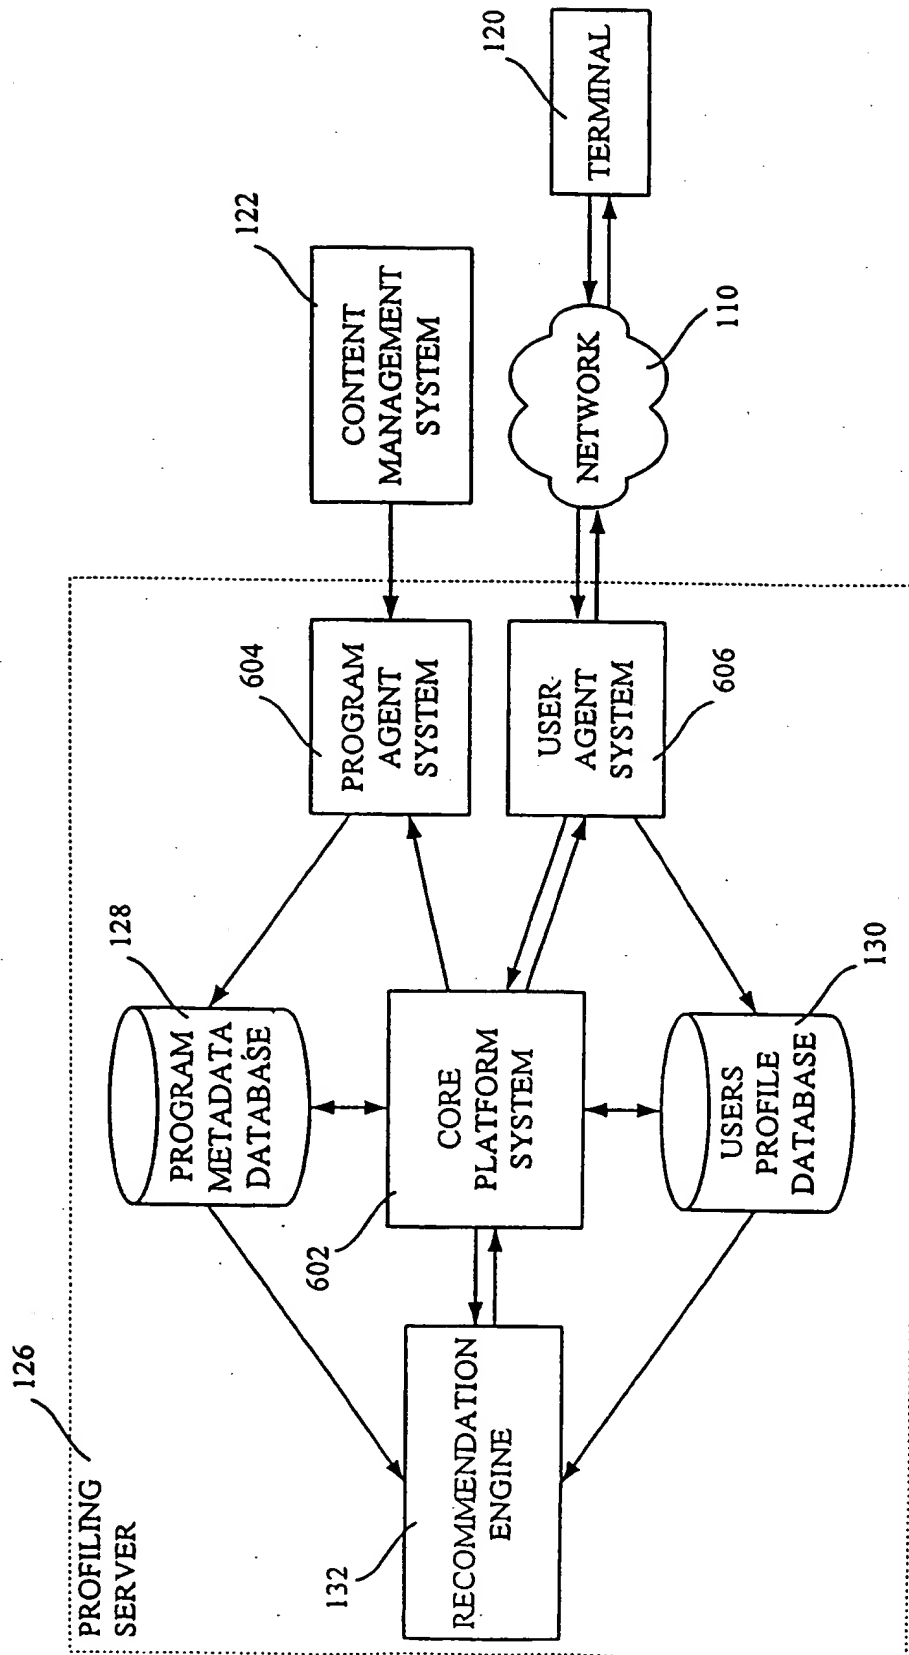 PROFILING
SERVER
126
PROGRAM
METADATA
DATABASE
128
604
PROGRAM
AGENT
SYSTEM
122
CONTENT
MANAGEMENT
SYSTEM
132
RECOMMENDATION
ENGINE
602
CORE
PLATFORM
SYSTEM
USER-
AGENT
SYSTEM
606
NETWORK
110
TERMINAL
120
USERS
PROFILE
DATABASE
130